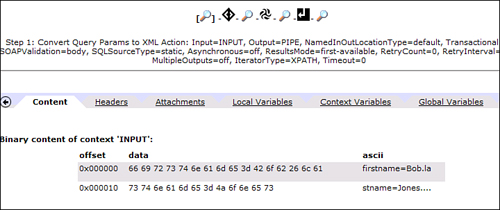 [ ] - - - -
Step 1: Convert Query Params to XML Action: Input=INPUT, Output=PIPE, NamedInOutLocationType=default, Transactional
SOAPValidation=body, SQLSourceType=static, Asynchronous=off, ResultsMode=first-available, RetryCount=0, RetryInterval=
MultipleOutputs=off, IteratorType=XPATH, Timeout=0
Content Headers Attachments Local Variables Context Variables Global Variables
Binary content of context 'INPUT':
offset data ascii
0x000000 66 69 72 73 74 6e 61 6d 65 3d 42 6f 62 26 6c 61 firstname=Bob.la
0x000010 73 74 6e 61 6d 65 3d 4a 6f 6e 65 73 stname=Jones....